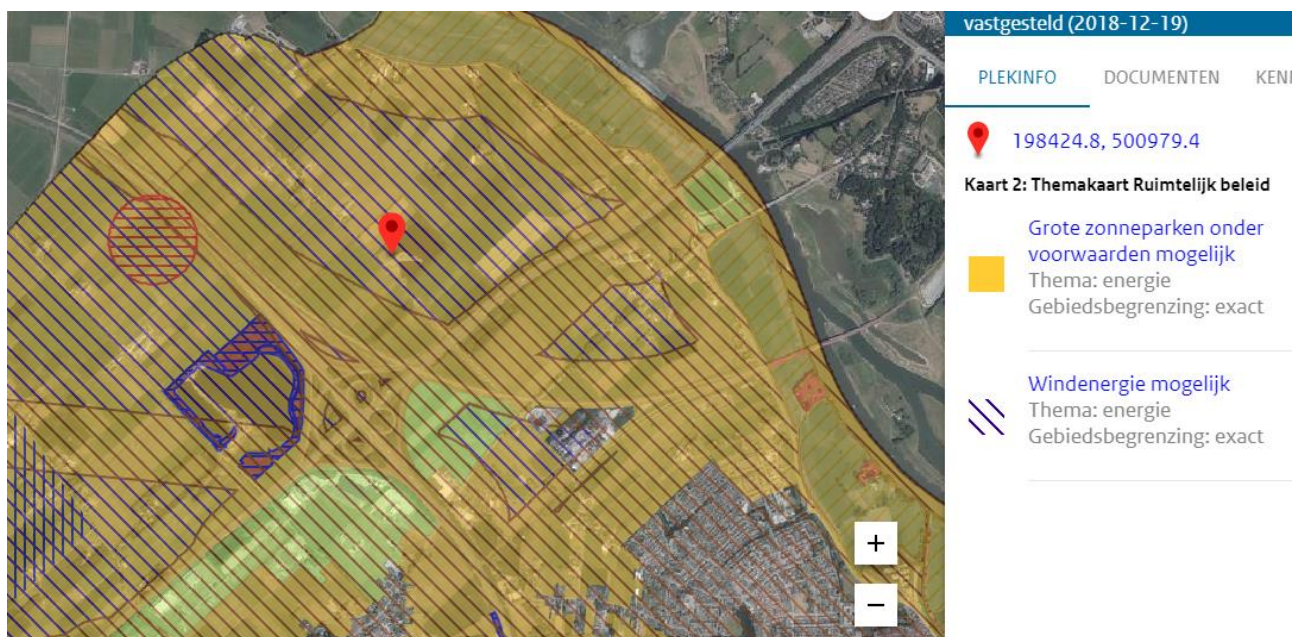 vastgesteld (2018-12-19)
PLEKINFO DOCUMENTEN
198424.8, 500979.4
Kaart 2: Themakaart Ruimtelijk beleid
Grote zonneparken onder
voorwaarden mogelijk
Thema: energie
Gebiedsbegrenzing: exact
Windenergie mogelijk
Thema: energie
Gebiedsbegrenzing: exact
+
−